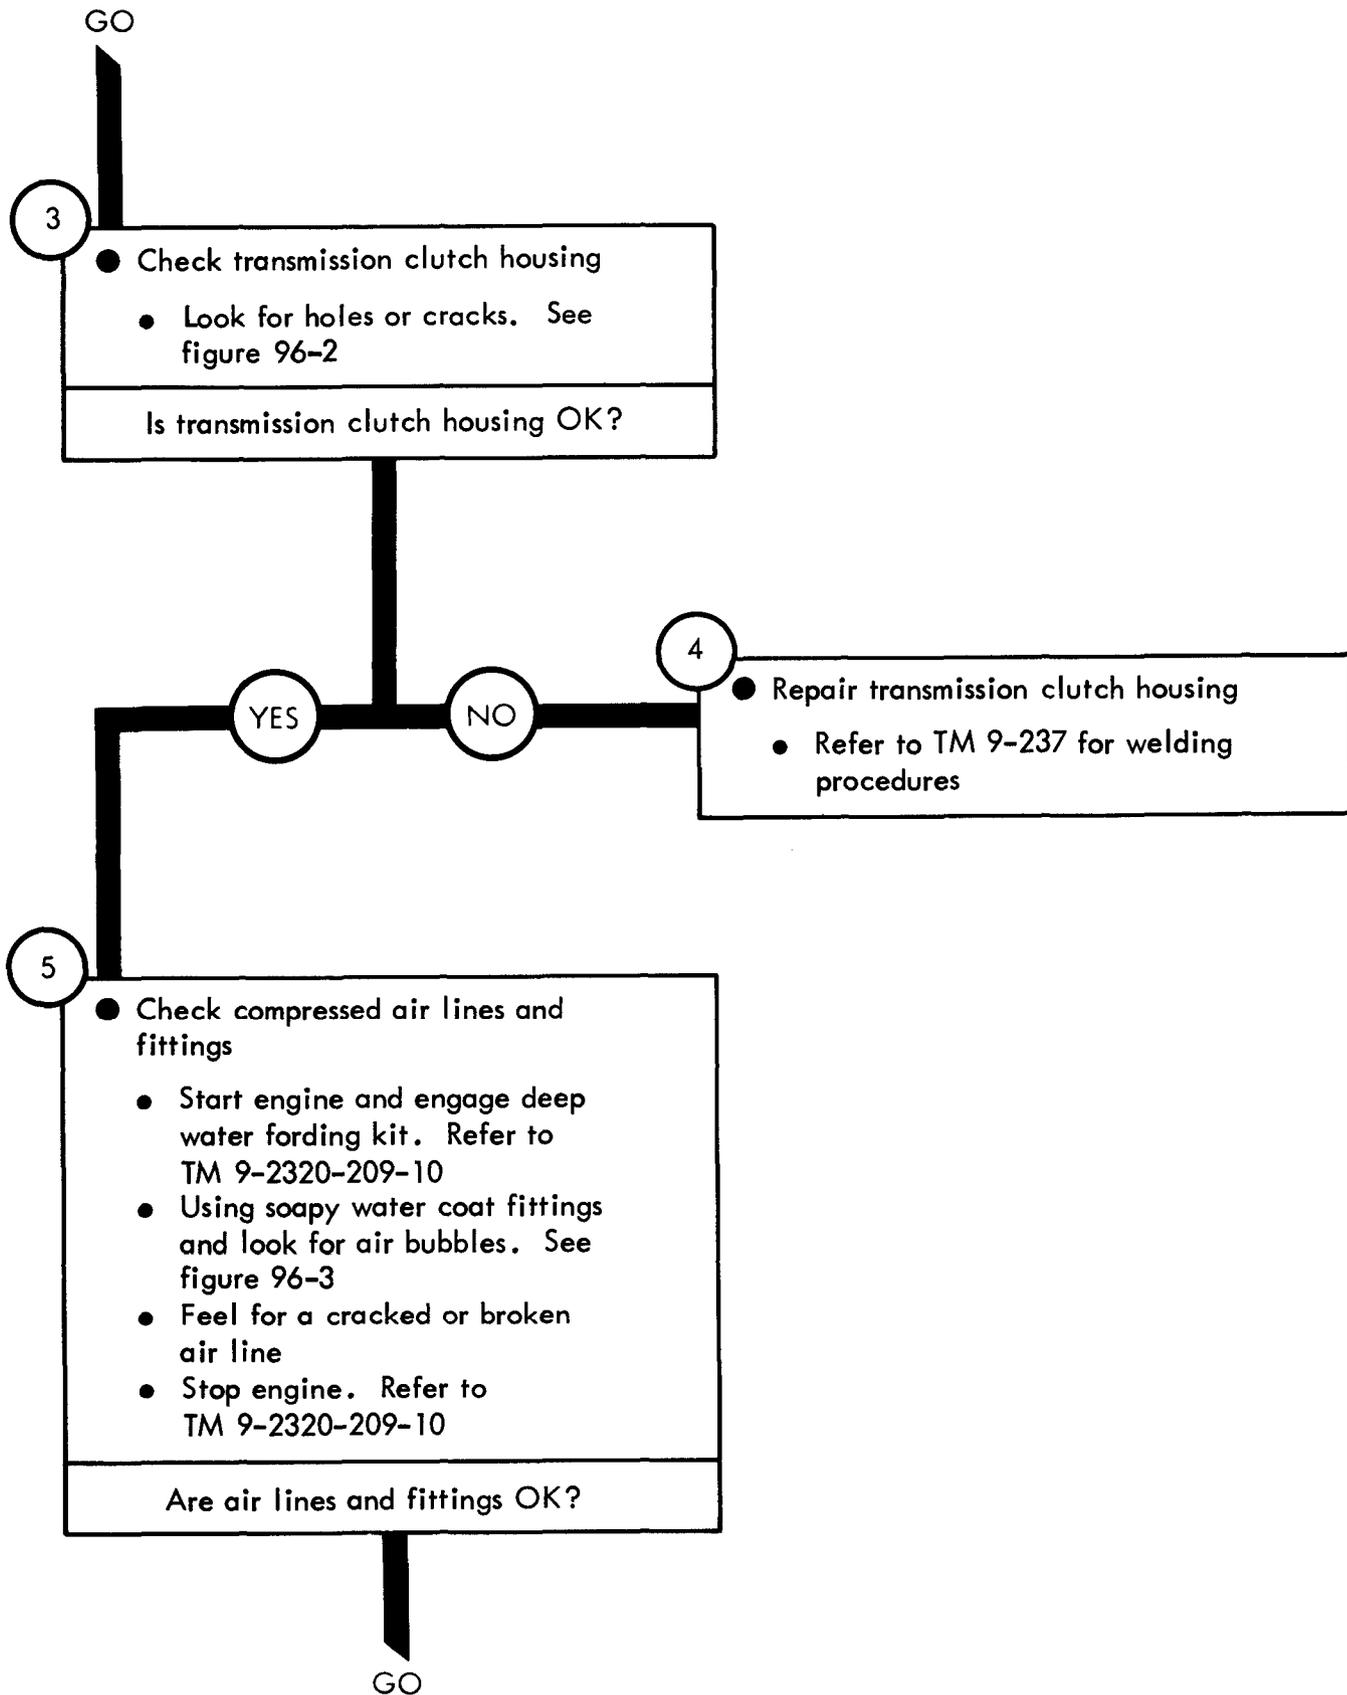 GO
3
● Check transmission clutch housing
● Look for holes or cracks. See
figure 96-2
Is transmission clutch housing OK?
YES
NO
4
● Repair transmission clutch housing
● Refer to TM 9-237 for welding
procedures
5
● Check compressed air lines and
fittings
● Start engine and engage deep
water fording kit. Refer to
TM 9-2320-209-10
● Using soapy water coat fittings
and look for air bubbles. See
figure 96-3
● Feel for a cracked or broken
air line
● Stop engine. Refer to
TM 9-2320-209-10
Are air lines and fittings OK?
GO